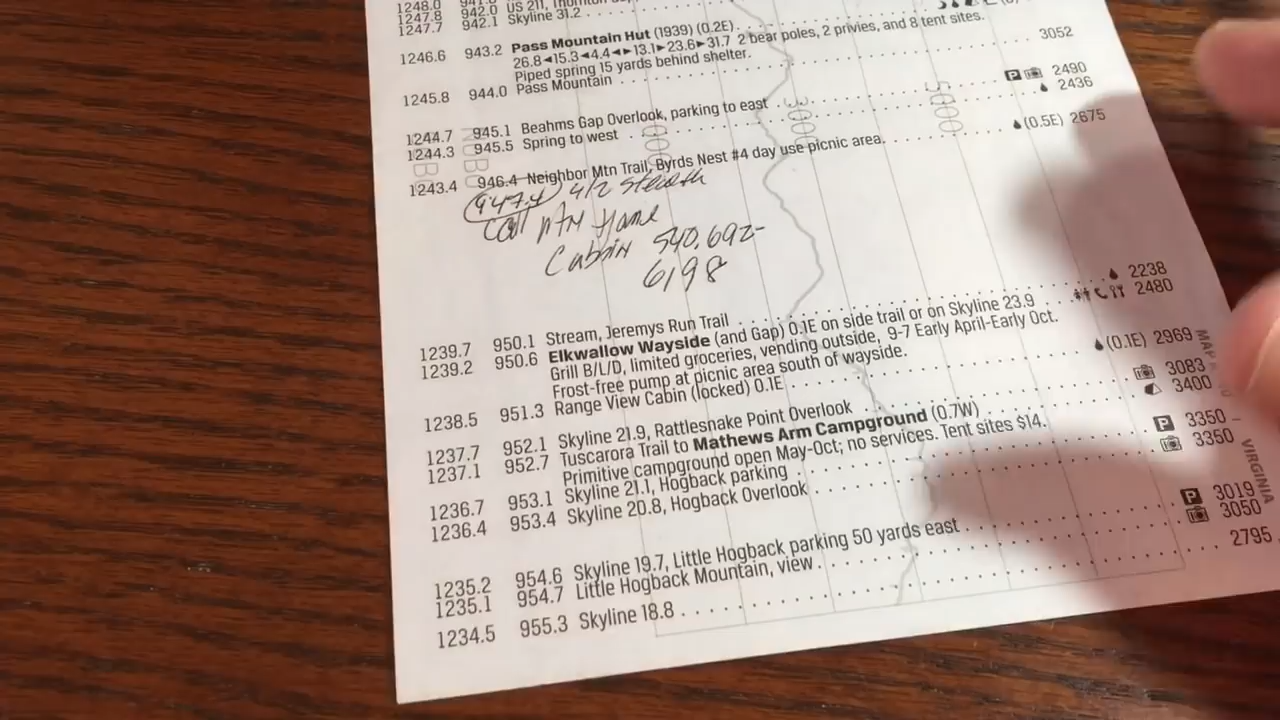 1248.0
1247.8 942.0 US 211,
1247.7 942.1 Skyline 31.2
1246.6 943.2 Pass Mountain Hut (1939) (0.2E)
26.8◄15.3◄4.4◄►13.1►23.6►31.7 2 bear poles, 2 privies, and 8 tent sites.
Piped spring 15 yards behind shelter.
1245.8 944.0 Pass Mountain 3052
1244.7 945.1 Beahms Gap Overlook, parking to east P 2490
1244.3 945.5 Spring to west 2436
1243.4 946.4 Neighbor Mtn Trail, Byrds Nest #4 day use picnic area. (0.5E) 2675
947.4 4/2 Stealth
Call Mtn Home
Cabbin 540.692-
6198
1239.7 950.1 Stream, Jeremys Run Trail 2238
1239.2 950.6 Elkwallow Wayside (and Gap) 0.1E on side trail or on Skyline 23.9 2480
Grill B/L/D, limited groceries, vending outside, 9-7 Early April-Early Oct.
Frost-free pump at picnic area south of wayside.
1238.5 951.3 Range View Cabin (locked) 0.1E (0.1E) 2969
1237.7 952.1 Skyline 21.9, Rattlesnake Point Overlook 3083
1237.1 952.7 Tuscarora Trail to Mathews Arm Campground (0.7W) 3400
Primitive campground open May-Oct; no services. Tent sites $14.
1236.7 953.1 Skyline 21.1, Hogback parking P 3350
1236.4 953.4 Skyline 20.8, Hogback Overlook 3350
1235.2 954.6 Skyline 19.7, Little Hogback parking 50 yards east P 3019
1235.1 954.7 Little Hogback Mountain, view 3050
1234.5 955.3 Skyline 18.8 2795
3000
5000
MAP
VIRGINIA